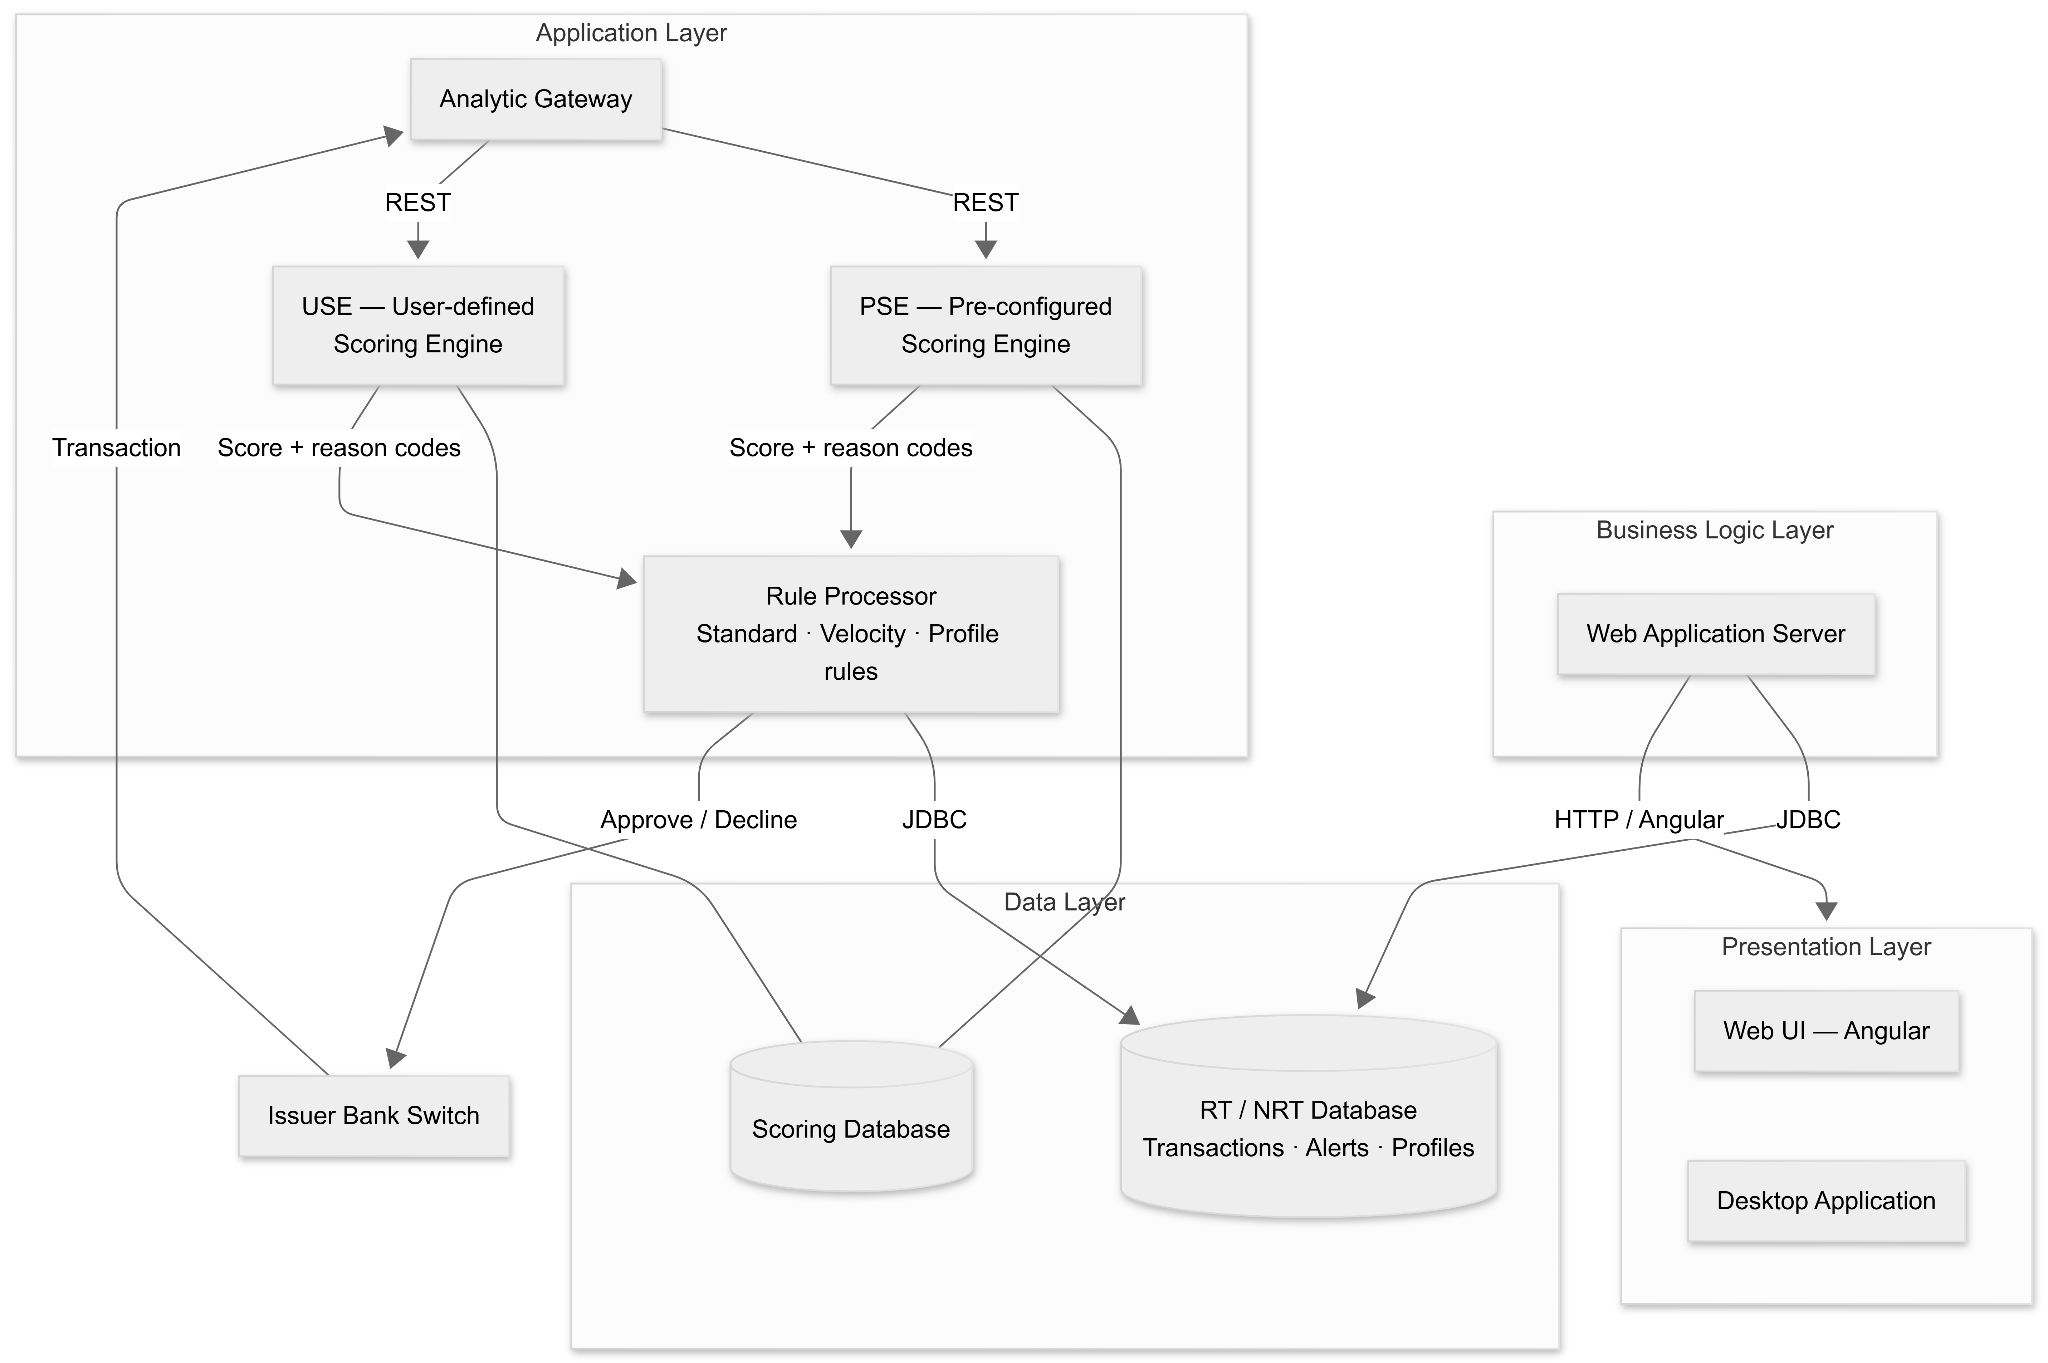 Application Layer
Analytic Gateway
REST
REST
USE — User-defined
Scoring Engine
PSE — Pre-configured
Scoring Engine
Transaction
Score + reason codes
Score + reason codes
Rule Processor
Standard · Velocity · Profile
rules
Business Logic Layer
Web Application Server
Approve / Decline
JDBC
HTTP / Angular
JDBC
Data Layer
Presentation Layer
Web UI — Angular
Issuer Bank Switch
Scoring Database
RT / NRT Database
Transactions · Alerts · Profiles
Desktop Application